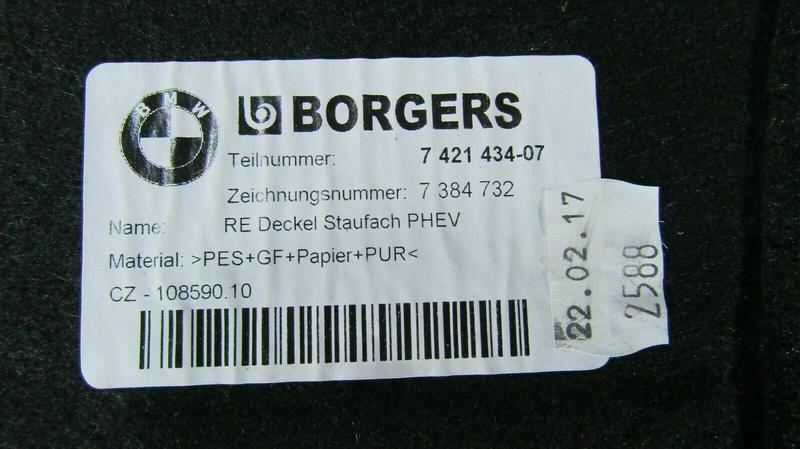 BMW
BORGERS
Teilnummer: 7 421 434-07
Zeichnungsnummer: 7 384 732
Name: RE Deckel Staufach PHEV
Material: >PES+GF+Papier+PUR<
CZ - 108590.10
22.02.17
2588